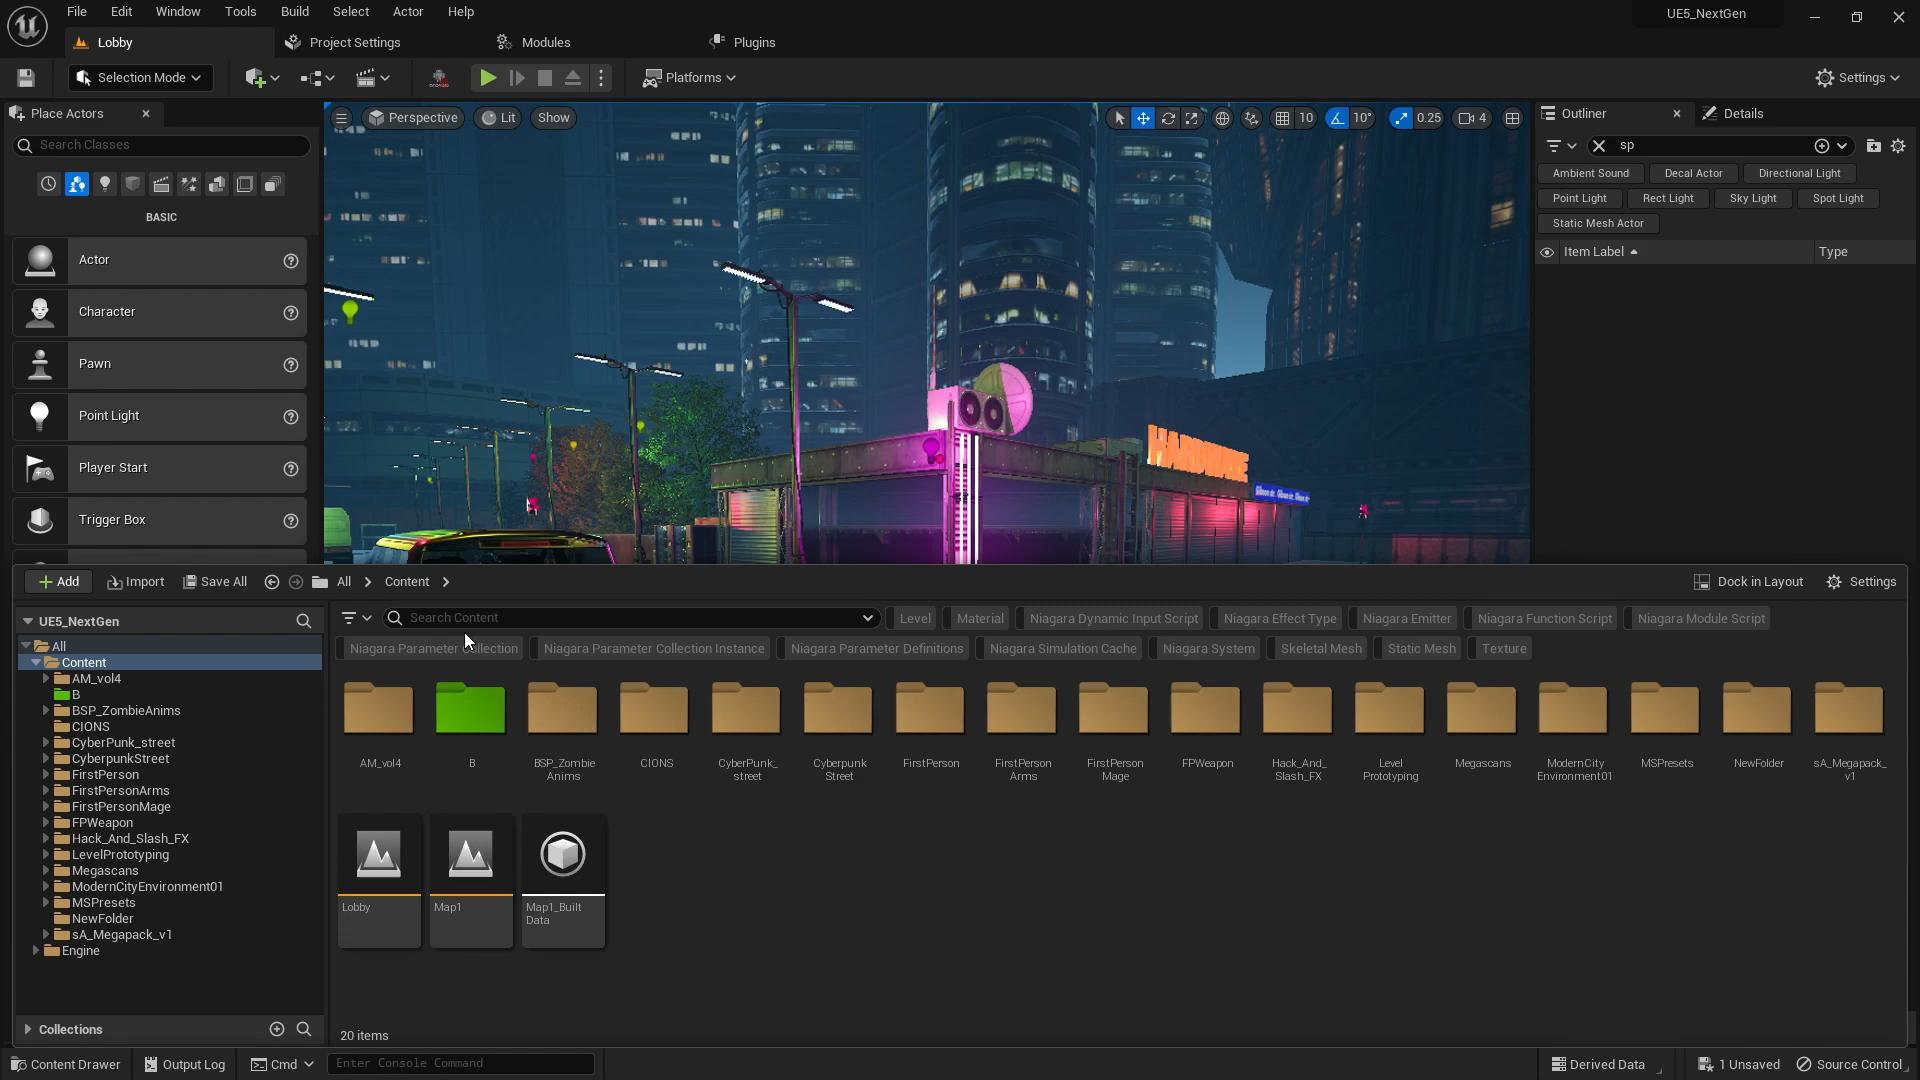 File Edit Window Tools Build Select Actor Help UE5_NextGen
Lobby Project Settings Modules Plugins
Selection Mode Platforms Settings
Place Actors
Search Classes
BASIC
Actor
Character
Pawn
Point Light
Player Start
Trigger Box
Perspective Lit Show 10 10° 0.25 4
Outliner Details
sp
Ambient Sound Decal Actor Directional Light
Point Light Rect Light Sky Light Spot Light
Static Mesh Actor
Item Label Type
Add Import Save All All Content Dock in Layout Settings
UE5_NextGen
All
Content
AM_vol4
B
BSP_ZombieAnims
CIONS
CyberPunk_street
CyberpunkStreet
FirstPerson
FirstPersonArms
FirstPersonMage
FPWeapon
Hack_And_Slash_FX
LevelPrototyping
Megascans
ModernCityEnvironment01
MSPresets
NewFolder
sA_Megapack_v1
Engine
Collections
Search Content Level Material Niagara Dynamic Input Script Niagara Effect Type Niagara Emitter Niagara Function Script Niagara Module Script
Niagara Parameter Collection Niagara Parameter Collection Instance Niagara Parameter Definitions Niagara Simulation Cache Niagara System Skeletal Mesh Static Mesh Texture
AM_vol4 B BSP_Zombie CIONS CyberPunk_ Cyberpunk FirstPerson FirstPerson FirstPerson FPWeapon Hack_And_ Level Megascans ModernCity MSPresets NewFolder sA_Megapack_
Anims street Street Arms Mage Slash_FX Prototyping Environment01 v1
Lobby Map1 Map1_Built
Data
20 items
Content Drawer Output Log Cmd Enter Console Command Derived Data 1 Unsaved Source Control